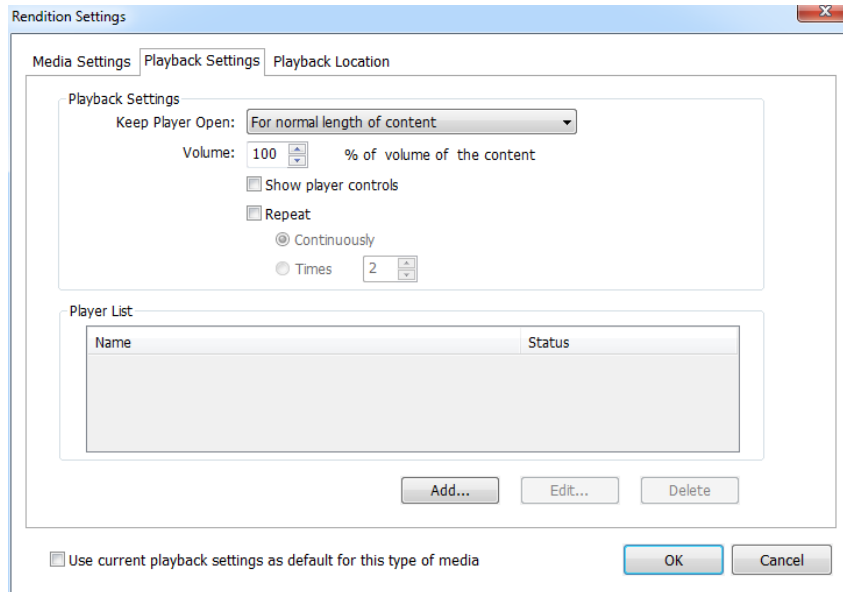 Rendition Settings
Media Settings Playback Settings Playback Location
Playback Settings
Keep Player Open: For normal length of content
Volume: 100 % of volume of the content
Show player controls
Repeat
Continuously
Times 2
Player List
Name Status
Add... Edit... Delete
Use current playback settings as default for this type of media OK Cancel